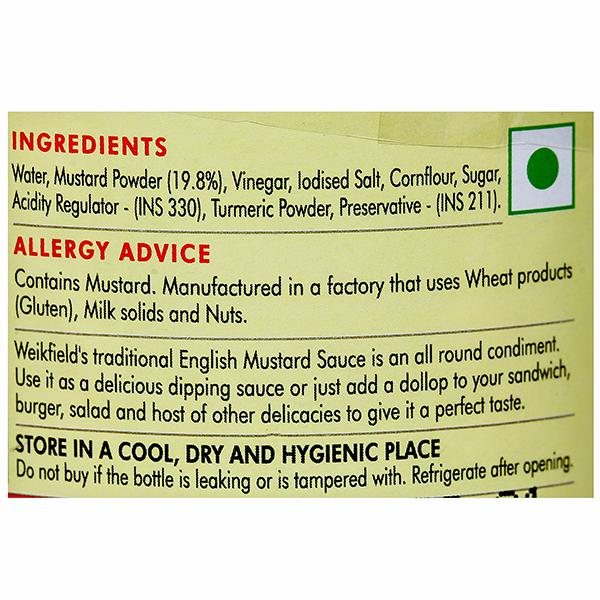 INGREDIENTS
Water, Mustard Powder (19.8%), Vinegar, Iodised Salt, Cornflour, Sugar,
Acidity Regulator - (INS 330), Turmeric Powder, Preservative - (INS 211).
ALLERGY ADVICE
Contains Mustard. Manufactured in a factory that uses Wheat products
(Gluten), Milk solids and Nuts.
Weikfield's traditional English Mustard Sauce is an all round condiment.
Use it as a delicious dipping sauce or just add a dollop to your sandwich,
burger, salad and host of other delicacies to give it a perfect taste.
STORE IN A COOL, DRY AND HYGIENIC PLACE
Do not buy if the bottle is leaking or is tampered with. Refrigerate after opening.